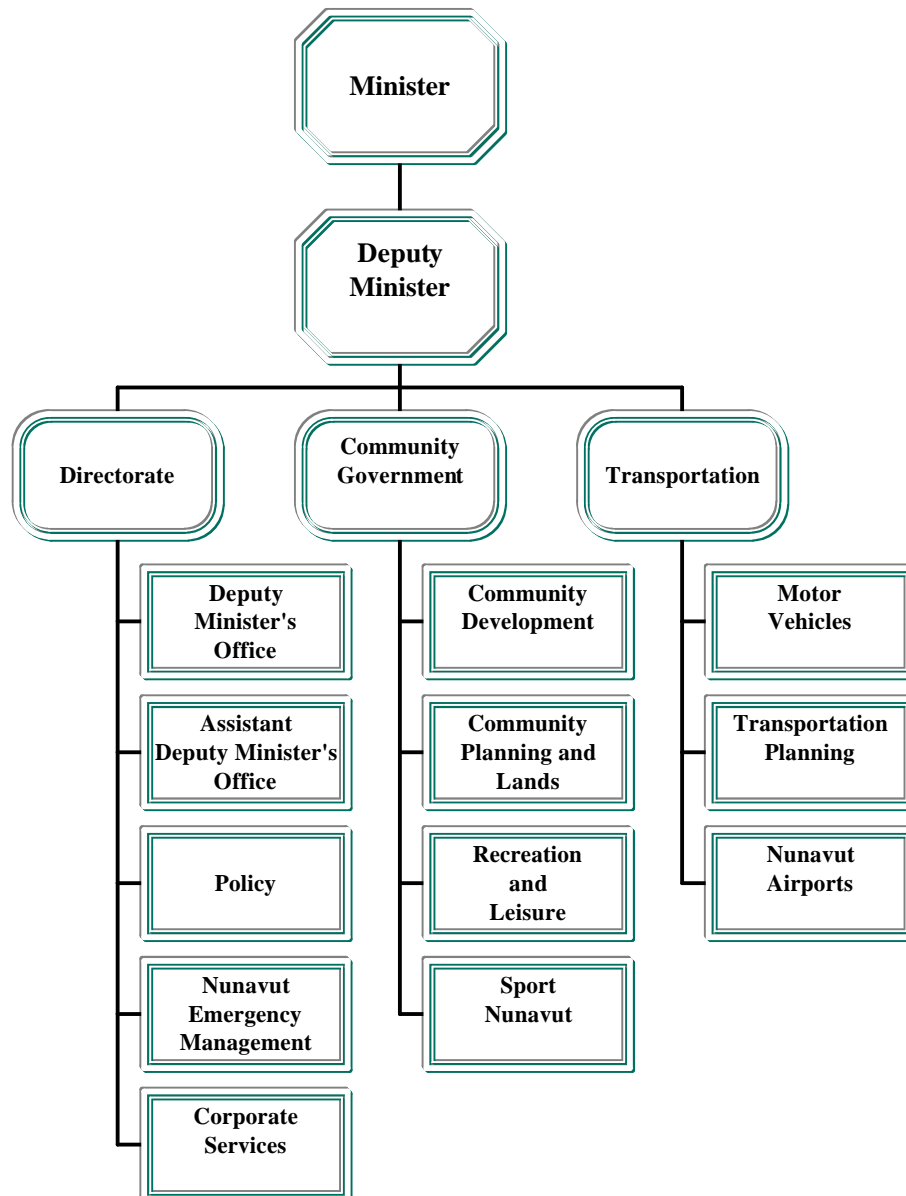 Minister
Deputy
Minister
Directorate
Community
Government
Transportation
Deputy
Minister's
Office
Assistant
Deputy Minister's
Office
Policy
Nunavut
Emergency
Management
Corporate
Services
Community
Development
Community
Planning and
Lands
Recreation
and
Leisure
Sport
Nunavut
Motor
Vehicles
Transportation
Planning
Nunavut
Airports